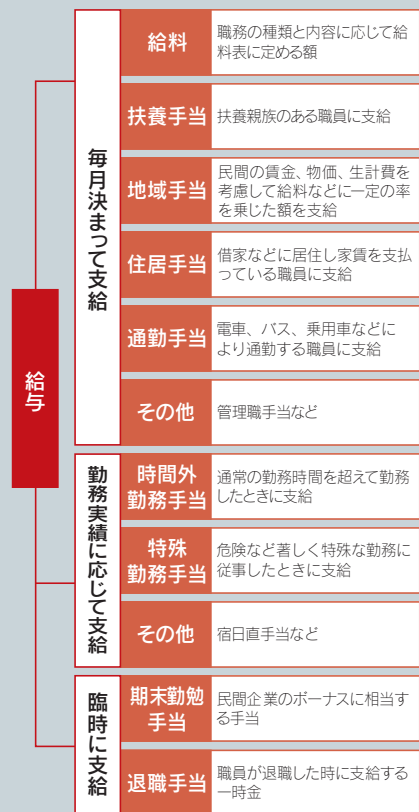 給与
毎月決まって支給
給料
職務の種類と内容に応じて給
料表に定める額
扶養手当
扶養親族のある職員に支給
地域手当
民間の賃金、物価、生計費を
考慮して給料などに一定の率
を乗じた額を支給
住居手当
借家などに居住し家賃を支払
っている職員に支給
通勤手当
電車、バス、乗用車などに
より通勤する職員に支給
その他
管理職手当など
勤務実績に応じて支給
時間外
勤務手当
通常の勤務時間を超えて勤務
したときに支給
特殊
勤務手当
危険など著しく特殊な勤務に
従事したときに支給
その他
宿日直手当など
臨時に支給
期末勤勉
手当
民間企業のボーナスに相当す
る手当
退職手当
職員が退職した時に支給する
一時金